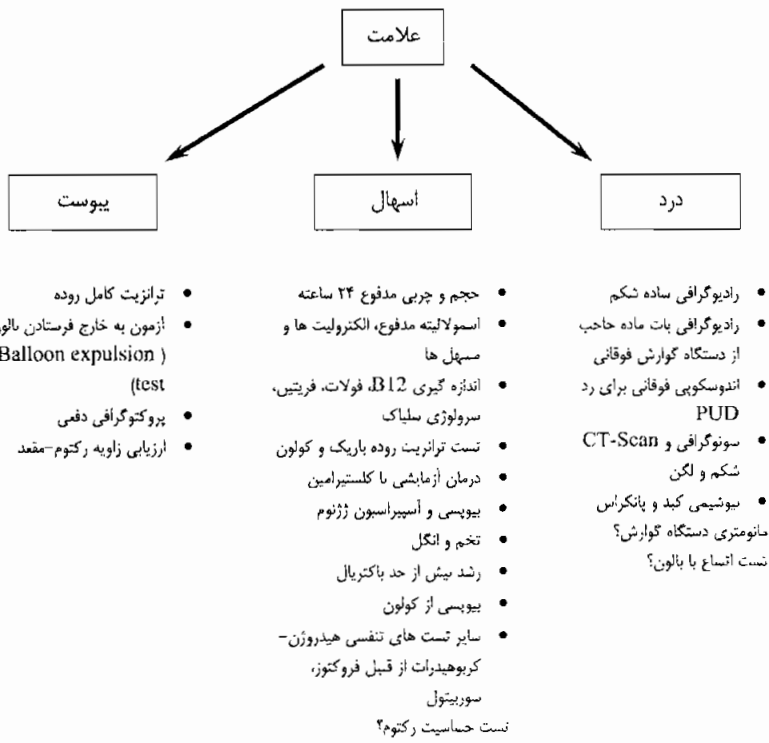 علامت
درد
اسهال
یبوست
• رادیوگرافی ساده شکم
• رادیوگرافی بات ماده حاجب
از دستگاه گوارش فوقانی
• اندوسکوپی فوقانی برای رد
PUD
• سونوگرافی و CT-Scan
شکم و لگن
• بیوشیمی کبد و پانکراس
مانومتری دستگاه گوارش؟
تست اتساع با بالون؟
• حجم و چربی مدفوع ۲۴ ساعته
• اسمولالیته مدفوع، الکترولیت ها و
مسهل ها
• اندازه گیری B12، فولات، فریتین،
سرولوژی سلیاک
• تست ترانزیت روده باریک و کولون
• درمان آزمایشی با کلستیرامین
• بیوپسی و آسپیراسیون ژژنوم
• تخم و انگل
• رشد بیش از حد باکتریال
• بیوپسی از کولون
• سایر تست های تنفسی هیدروژن-
کربوهیدرات از قبیل فروکتوز،
سوربیتول
تست حساسیت رکتوم؟
• ترانزیت کامل روده
• آزمون به خارج فرستادن
( Balloon expulsion
test)
• پروکتوگرافی دفعی
• ارزیابی زاویه رکتوم-مقعد